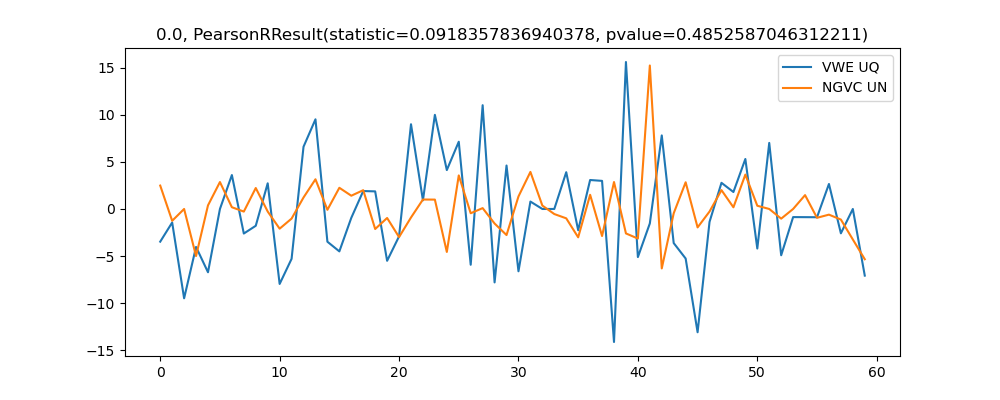 0.0, PearsonRResult(statistic=0.0918357836940378, pvalue=0.4852587046312211)
15
10
5
0
−5
−10
−15
VWE UQ
NGVC UN
0 10 20 30 40 50 60